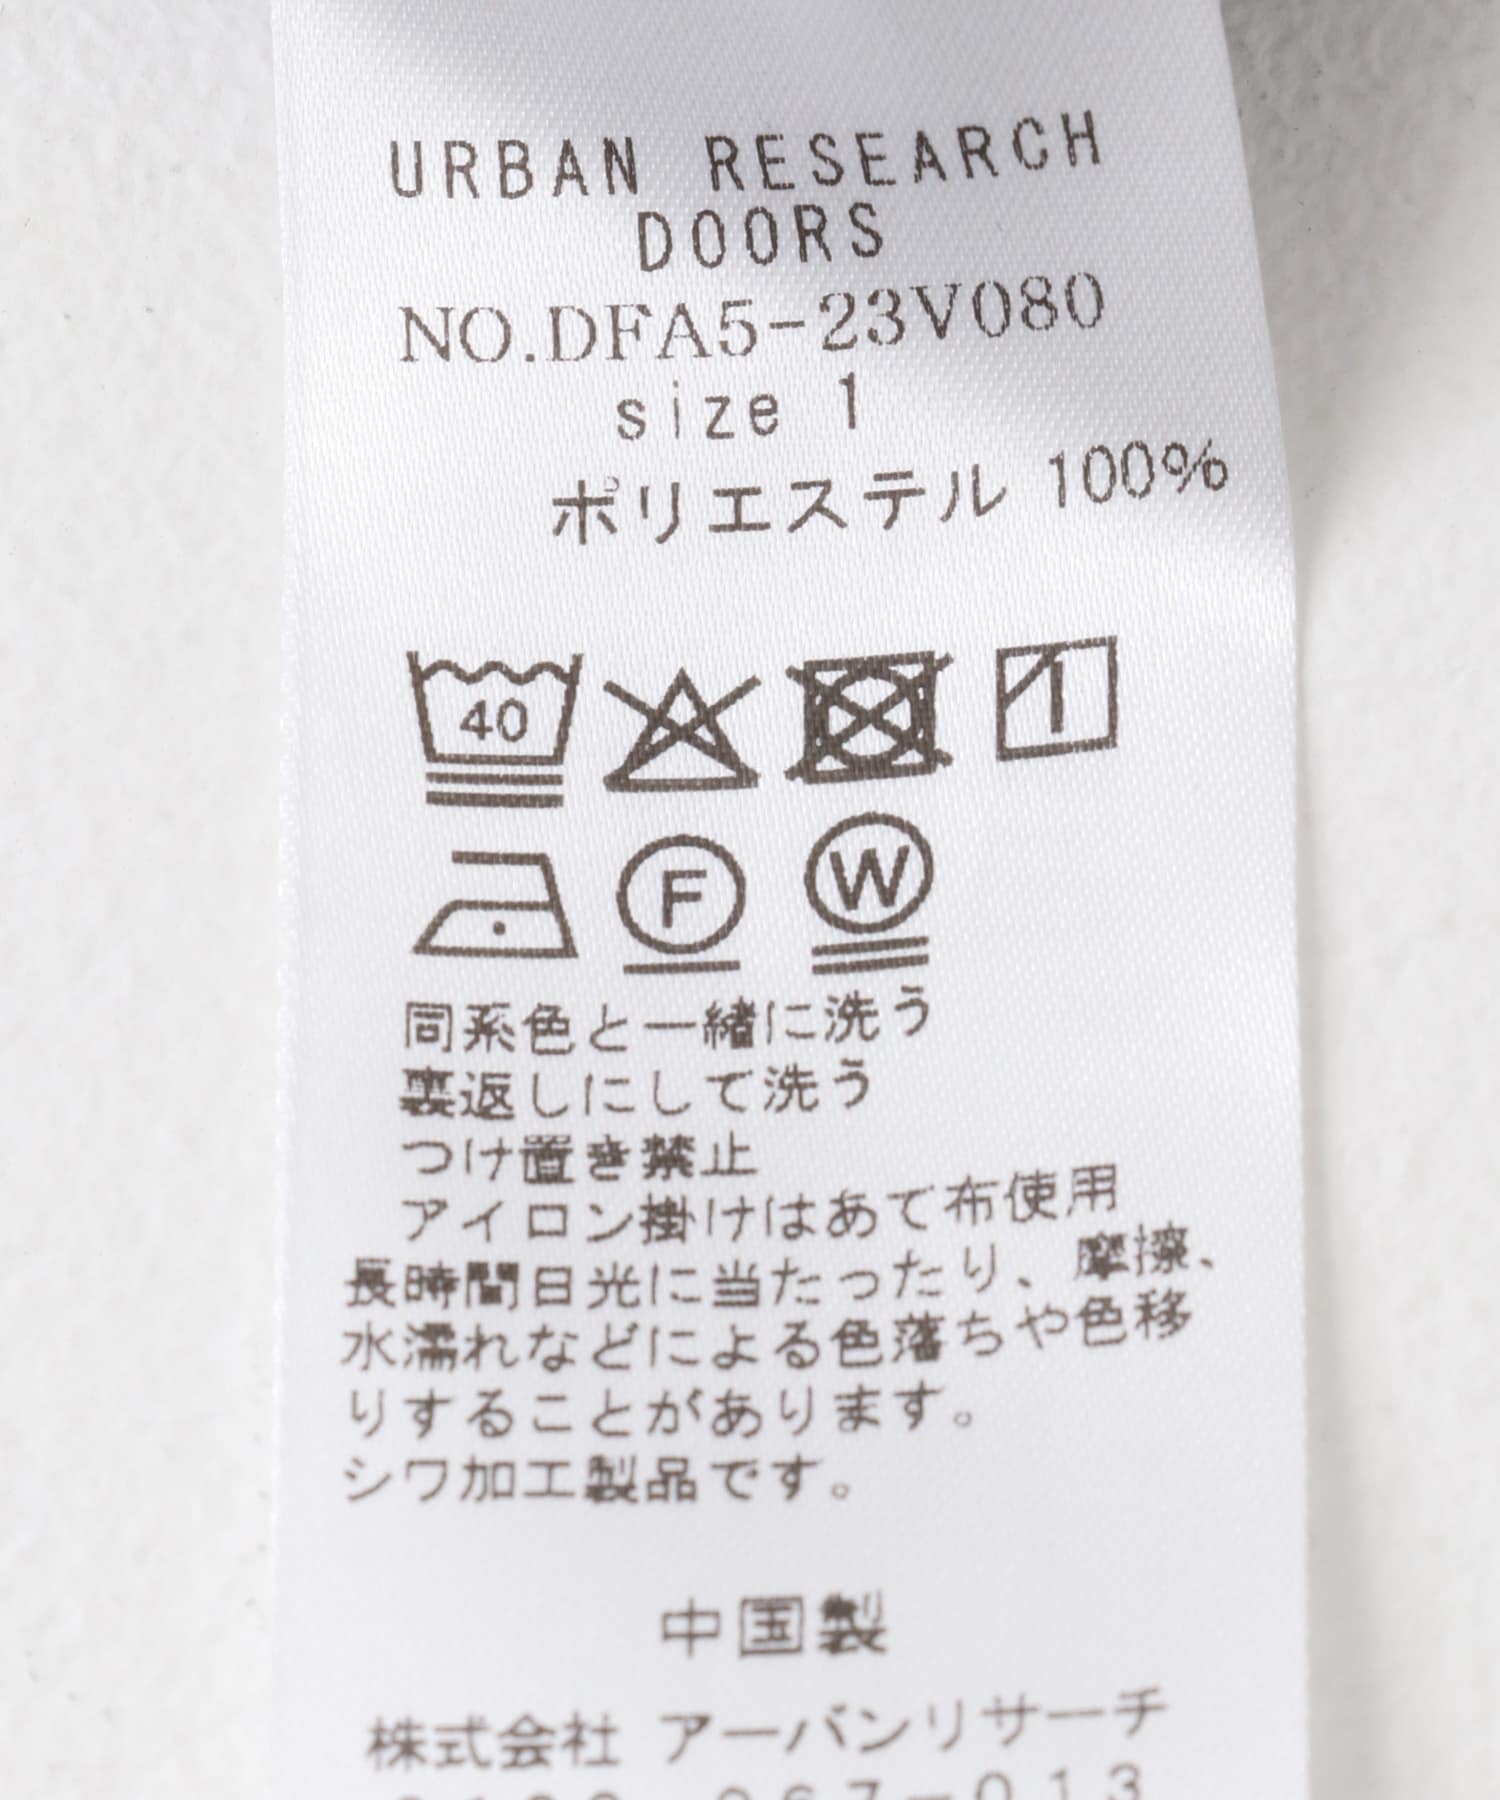 URBAN RESEARCH
DOORS
NO.DFA5-23V080
size 1
ポリエステル 100%
40
1
F
W
同系色と一緒に洗う
裏返しにして洗う
つけ置き禁止
アイロン掛けはあて布使用
長時間日光に当たったり、摩擦、
水濡れなどによる色落ちや色移
りすることがあります。
シワ加工製品です。
中国製
株式会社 アーバンリサーチ